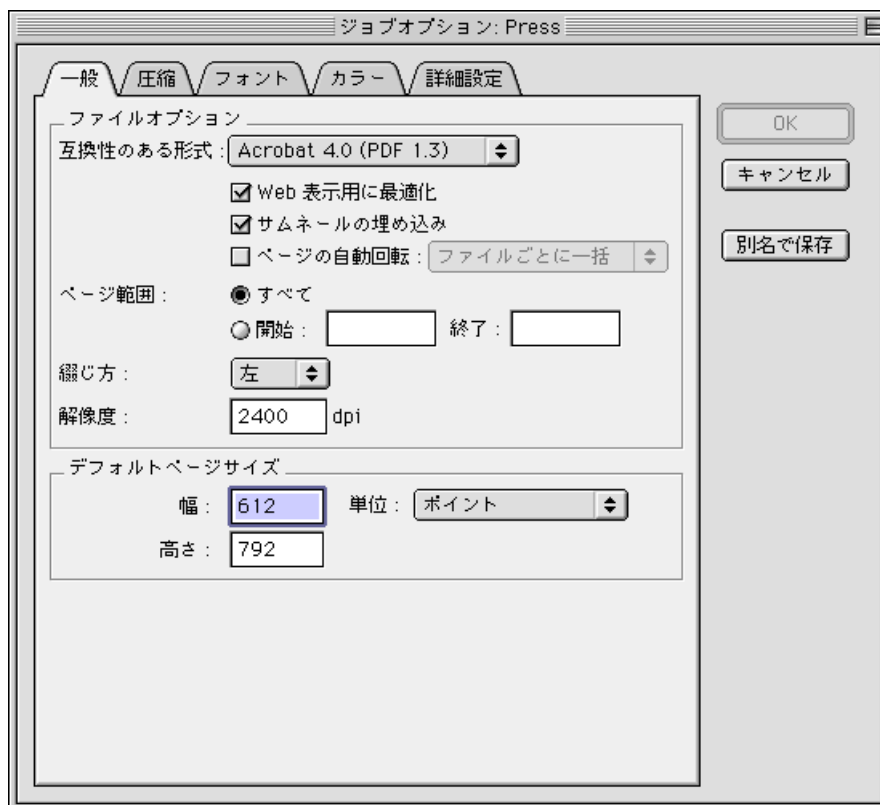 ジョブオプション: Press
一般 圧縮 フォント カラー 詳細設定
ファイルオプション
互換性のある形式 : Acrobat 4.0 (PDF 1.3)
Web 表示用に最適化
サムネールの埋め込み
ページの自動回転 : ファイルごとに一括
ページ範囲 : すべて
開始 : 終了 :
綴じ方 : 左
解像度 : 2400 dpi
デフォルトページサイズ
幅 : 612 単位 : ポイント
高さ : 792
OK
キャンセル
別名で保存